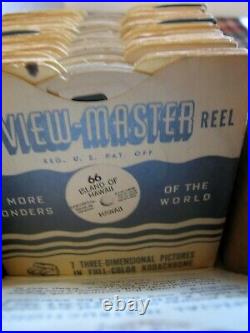 VIEW-MASTER REEL
REG. U. S. PAT. OFF
66
ISLAND OF
HAWAII
HAWAII
MORE
ONDERS
OF THE
WORLD
7 THREE-DIMENSIONAL PICTURES
IN FULL-COLOR KODACHROME